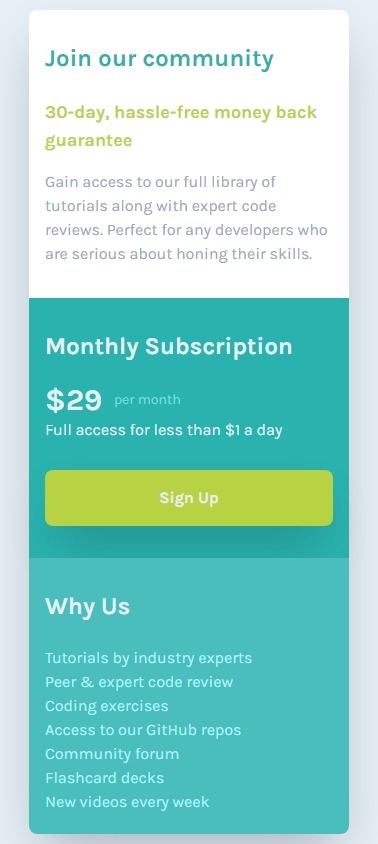 Join our community
30-day, hassle-free money back
guarantee
Gain access to our full library of
tutorials along with expert code
reviews. Perfect for any developers who
are serious about honing their skills.
Monthly Subscription
$29 per month
Full access for less than $1 a day
Sign Up
Why Us
Tutorials by industry experts
Peer & expert code review
Coding exercises
Access to our GitHub repos
Community forum
Flashcard decks
New videos every week